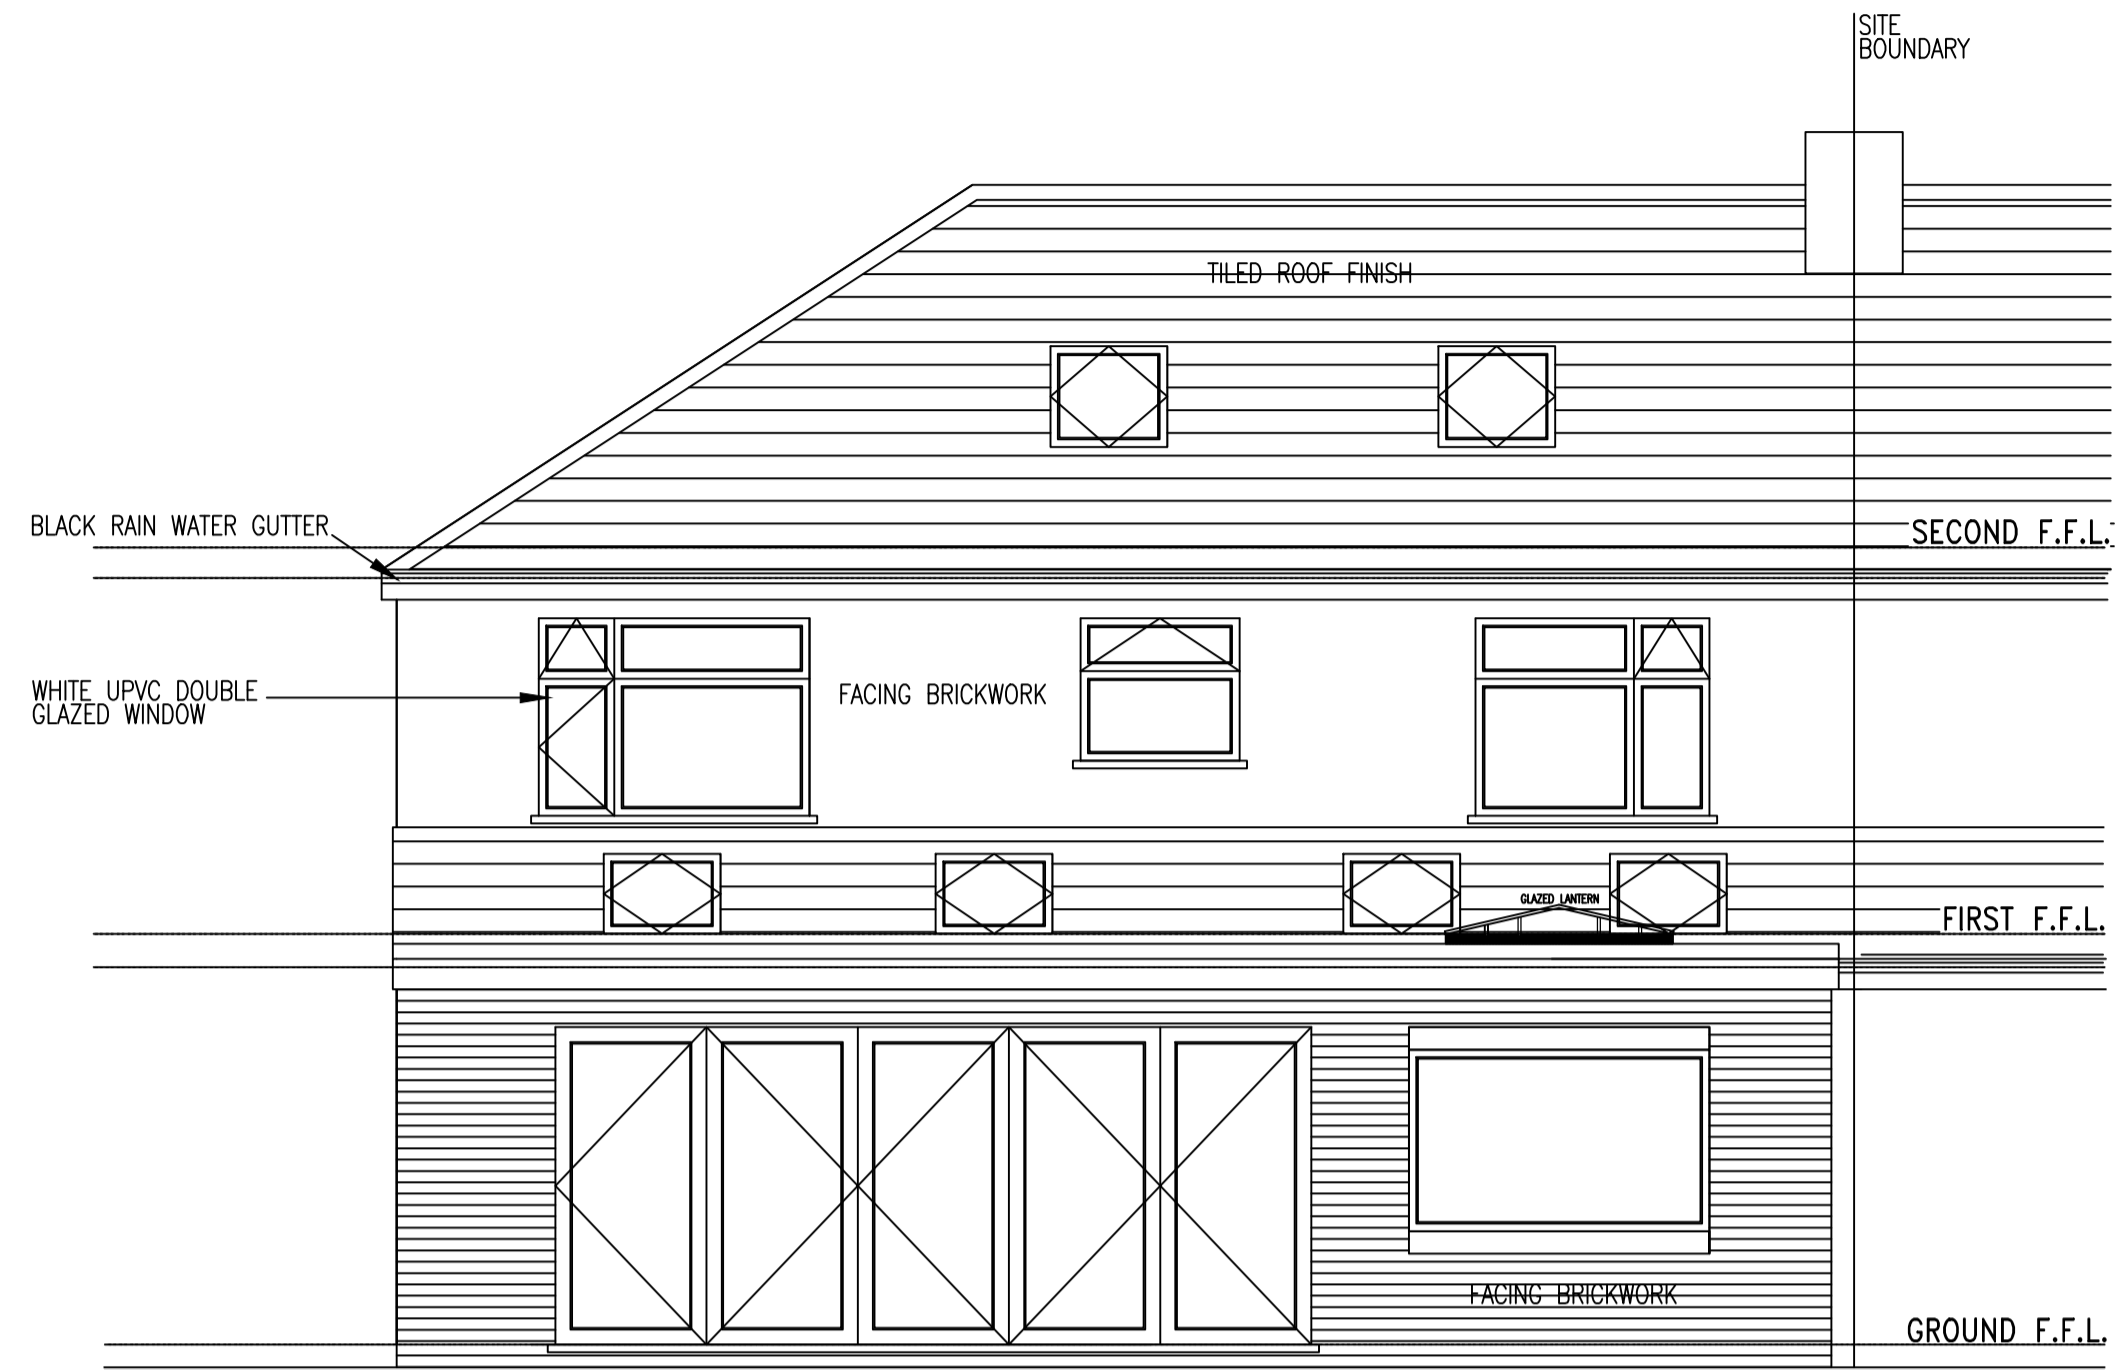 SITE
BOUNDARY
TILED ROOF FINISH
BLACK RAIN WATER GUTTER
SECOND F.F.L.
WHITE UPVC DOUBLE
GLAZED WINDOW
FACING BRICKWORK
GLAZED LANTERN
FIRST F.F.L.
FACING BRICKWORK
GROUND F.F.L.